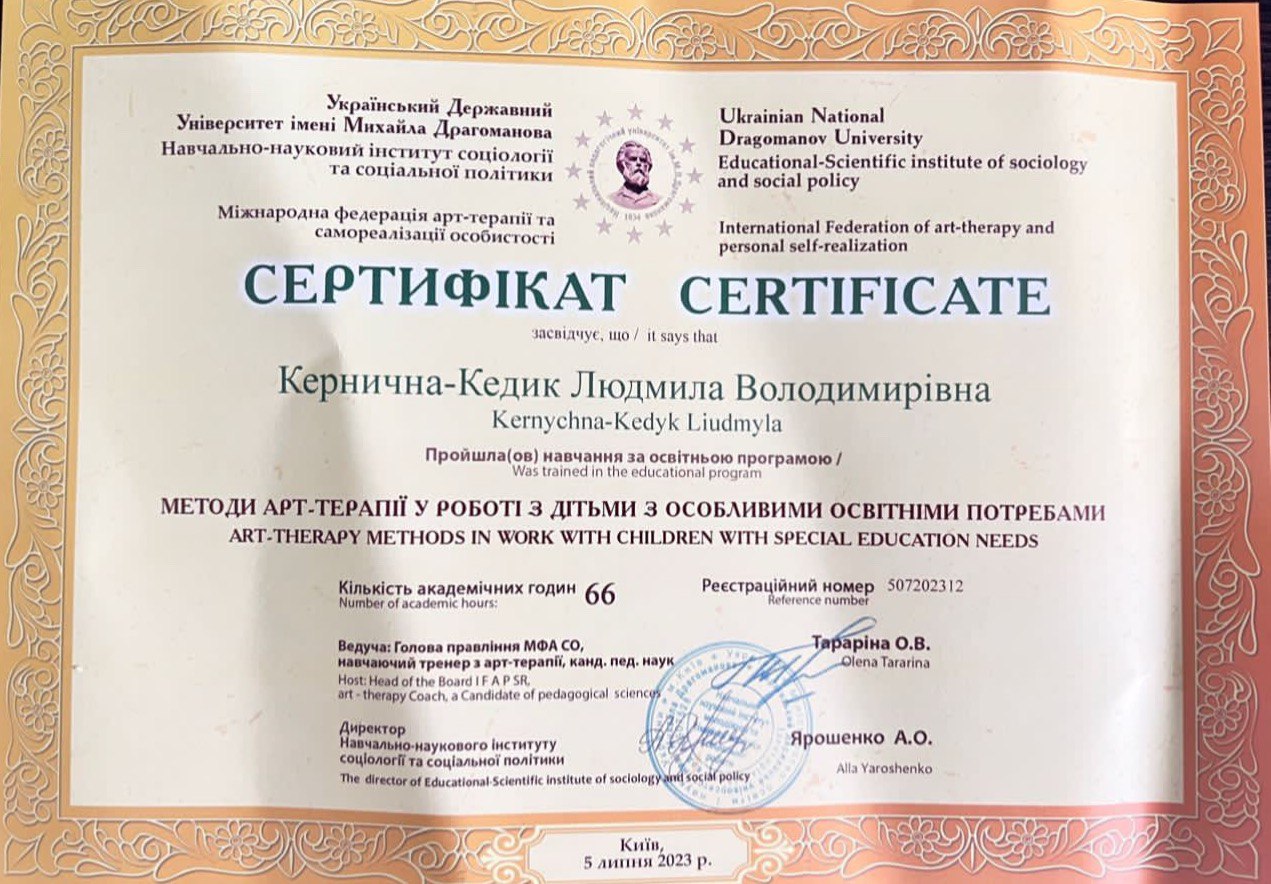 Український Державний
Університет імені Михайла Драгоманова
Навчально-науковий інститут соціології
та соціальної політики
Міжнародна федерація арт-терапії та
самореалізації особистості
Ukrainian National
Dragomanov University
Educational-Scientific institute of sociology
and social policy
International Federation of art-therapy and
personal self-realization
СЕРТИФІКАТ CERTIFICATE
засвідчує, що / it says that
Кернична-Кедик Людмила Володимирівна
Kernychna-Kedyk Liudmyla
Пройшла(ов) навчання за освітньою програмою /
Was trained in the educational program
МЕТОДИ АРТ-ТЕРАПІЇ У РОБОТІ З ДІТЬМИ З ОСОБЛИВИМИ ОСВІТНІМИ ПОТРЕБАМИ
ART-THERAPY METHODS IN WORK WITH CHILDREN WITH SPECIAL EDUCATION NEEDS
Кількість академічних годин 66
Number of academic hours:
Реєстраційний номер 507202312
Reference number
Ведуча: Голова правління МФА СО,
навчаючий тренер з арт-терапії, канд. пед. наук
Host: Head of the Board I F A P SR,
art - therapy Coach, a Candidate of pedagogical sciences
Тараріна О.В.
Olena Tararina
Директор
Навчально-наукового інституту
соціології та соціальної політики
The director of Educational-Scientific institute of sociology and social policy
Ярошенко А.О.
Alla Yaroshenko
Київ,
5 липня 2023 р.